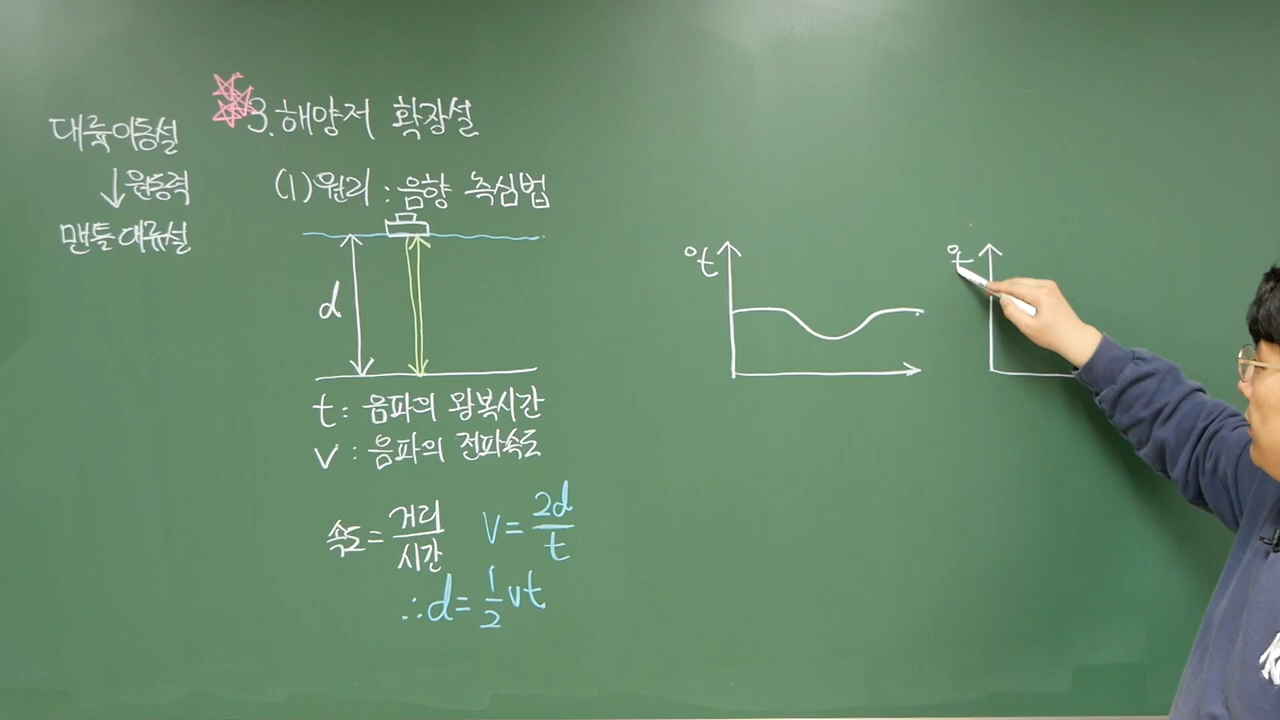 대륙이동설
↓원동력
맨틀대류설
3. 해양저 확장설
(1) 원리 : 음향 측심법
d
t : 음파의 왕복시간
v : 음파의 전파속도
속도 = 거리/시간
V = 2d/t
∴ d = 1/2 vt
t
t